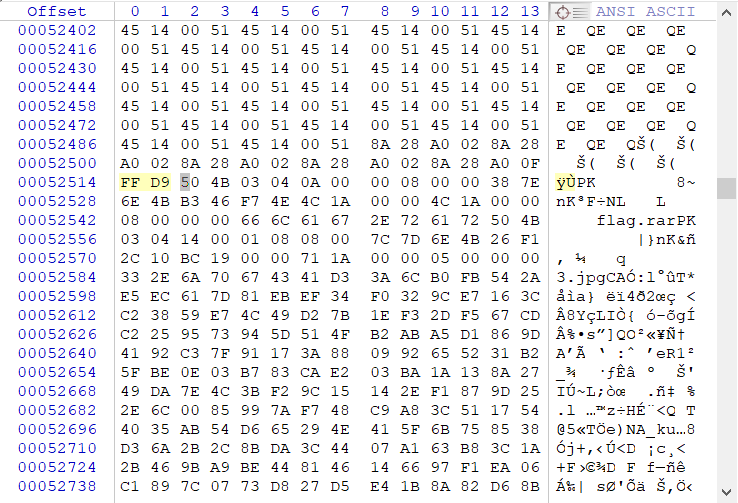 Offset 0 1 2 3 4 5 6 7 8 9 10 11 12 13 ANSI ASCII
00052402 45 14 00 51 45 14 00 51 45 14 00 51 45 14 E QE QE QE
00052416 00 51 45 14 00 51 45 14 00 51 45 14 00 51 QE QE QE Q
00052430 45 14 00 51 45 14 00 51 45 14 00 51 45 14 E QE QE QE
00052444 00 51 45 14 00 51 45 14 00 51 45 14 00 51 QE QE QE Q
00052458 45 14 00 51 45 14 00 51 45 14 00 51 45 14 E QE QE QE
00052472 00 51 45 14 00 51 45 14 00 51 45 14 00 51 QE QE QE Q
00052486 45 14 00 51 45 14 00 51 8A 28 A0 02 8A 28 E QE QŠ( Š(
00052500 A0 02 8A 28 A0 02 8A 28 A0 02 8A 28 A0 0F Š( Š( Š(
00052514 FF D9 50 4B 03 04 0A 00 00 08 00 00 38 7E ÿÙPK 8~
00052528 6E 4B B3 46 F7 4E 4C 1A 00 00 4C 1A 00 00 nK³F÷NL L
00052542 08 00 00 00 66 6C 61 67 2E 72 61 72 50 4B flag.rarPK
00052556 03 04 14 00 01 08 08 00 7C 7D 6E 4B 26 F1 |}nK&ñ
00052570 2C 10 BC 19 00 00 71 1A 00 00 05 00 00 00 , ¼ q
00052584 33 2E 6A 70 67 43 41 D3 3A 6C B0 FB 54 2A 3.jpgCAÓ:l°ûT*
00052598 E5 EC 61 7D 81 EB EF 34 F0 32 9C E7 16 3C åìa} ëï4ð2œç <
00052612 C2 38 59 E7 4C 49 D2 7B 1E F3 2D F5 67 CD Â8YçLIÒ{ ó-õgÍ
00052626 C2 25 95 73 94 5D 51 4F B2 AB A5 D1 86 9D Â%•s”]QO²«¥Ñ†
00052640 41 92 C3 7F 91 17 3A 88 09 92 65 52 31 B2 A’Ã ‘ :ˆ ’eR1²
00052654 5F BE 0E 03 B7 83 CA E2 03 BA 1A 13 8A 27 _¾ ·ƒÊâ º Š'
00052668 49 DA 7E 4C 3B F2 9C 15 14 2E F1 87 9D 25 IÚ~L;òœ .ñ‡ %
00052682 2E 6C 00 85 99 7A F7 48 C9 A8 3C 51 17 54 .l …™z÷HÉ¨<Q T
00052696 40 35 AB 54 D6 65 29 4E 41 5F 6B 75 85 38 @5«TÖe)NA_ku…8
00052710 D3 6A 2B 2C 8B DA 3C 44 07 A1 63 B8 3C 1A Ój+,‹Ú<D ¡c¸<
00052724 2B 46 9B A9 BE 44 81 46 14 66 97 F1 EA 06 +F›©¾D F f—ñê
00052738 C1 89 7C 07 73 D8 27 D5 E4 1B 8A 82 D6 8B Á‰| sØ'Õä Š‚Ö‹